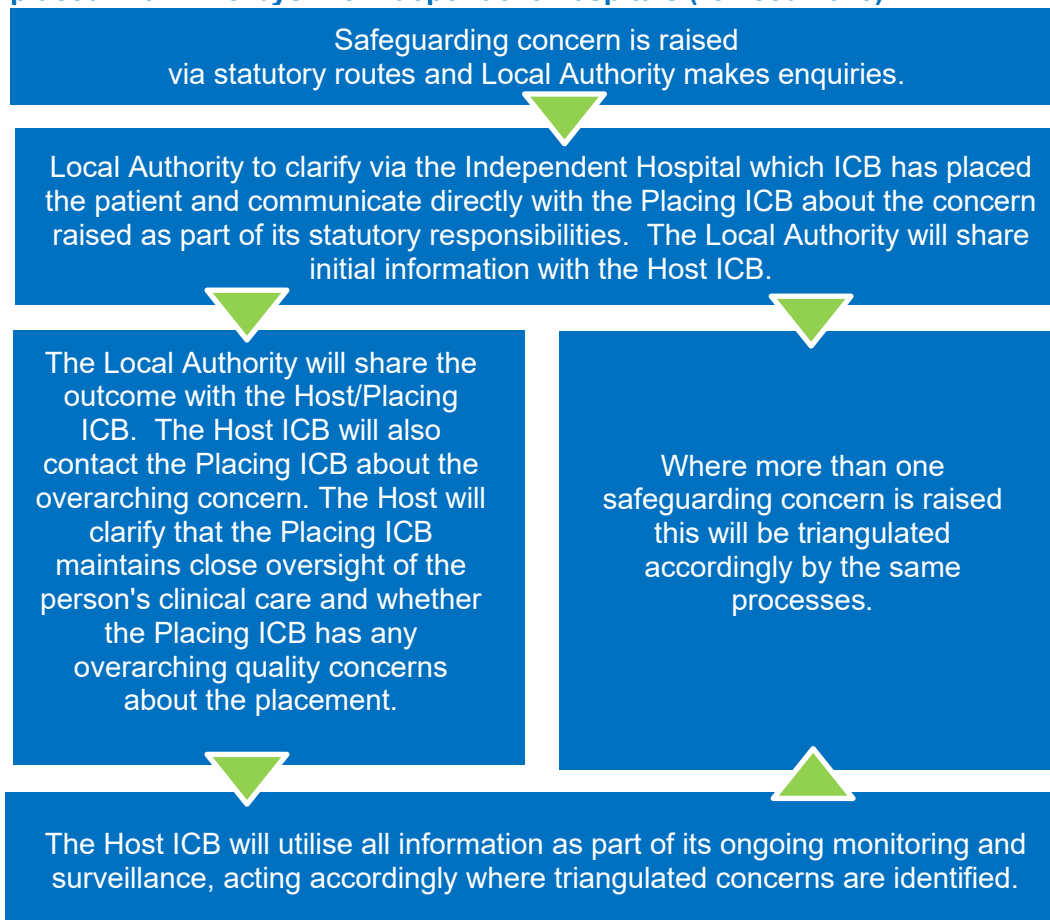 Safeguarding concern is raised
via statutory routes and Local Authority makes enquiries.
Local Authority to clarify via the Independent Hospital which ICB has placed
the patient and communicate directly with the Placing ICB about the concern
raised as part of its statutory responsibilities.  The Local Authority will share
initial information with the Host ICB.
The Local Authority will share the
outcome with the Host/Placing
ICB.  The Host ICB will also
contact the Placing ICB about the
overarching concern. The Host will
clarify that the Placing ICB
maintains close oversight of the
person's clinical care and whether
the Placing ICB has any
overarching quality concerns
about the placement.
Where more than one
safeguarding concern is raised
this will be triangulated
accordingly by the same
processes.
The Host ICB will utilise all information as part of its ongoing monitoring and
surveillance, acting accordingly where triangulated concerns are identified.